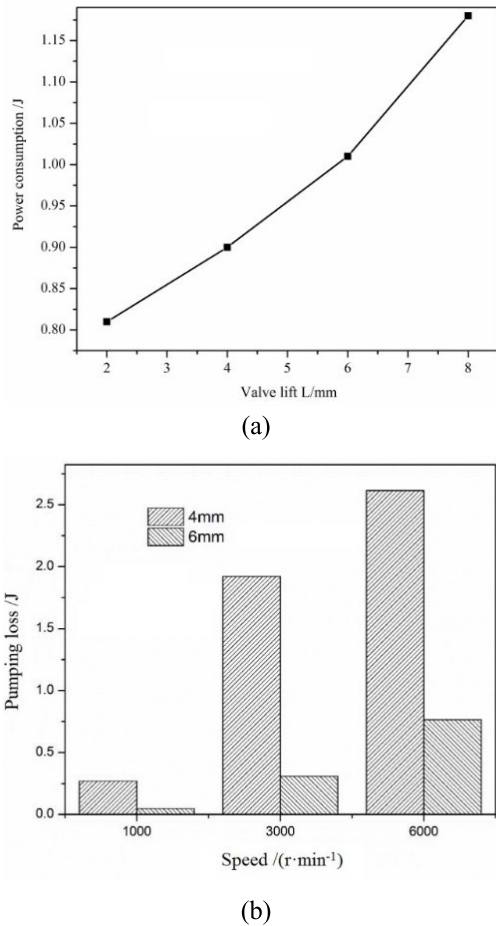 1.15
1.10
1.05
1.00
0.95
0.90
0.85
0.80
Power consumption /J
2 3 4 5 6 7 8
Valve lift L/mm
(a)
2.5
2.0
1.5
1.0
0.5
0.0
Pumping loss /J
4mm
6mm
1000 3000 6000
Speed /(r·min⁻¹)
(b)